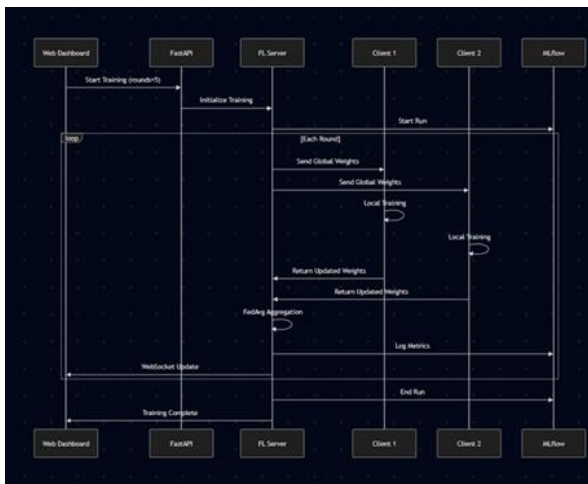 Web Dashboard
FastAPI
FL Server
Client 1
Client 2
MLflow
Start Training (rounds=5)
Initialize Training
Start Run
loop
[Each Round]
Send Global Weights
Send Global Weights
Local Training
Local Training
Return Updated Weights
Return Updated Weights
FedAvg Aggregation
Log Metrics
WebSocket Update
End Run
Training Complete
Web Dashboard
FastAPI
FL Server
Client 1
Client 2
MLflow